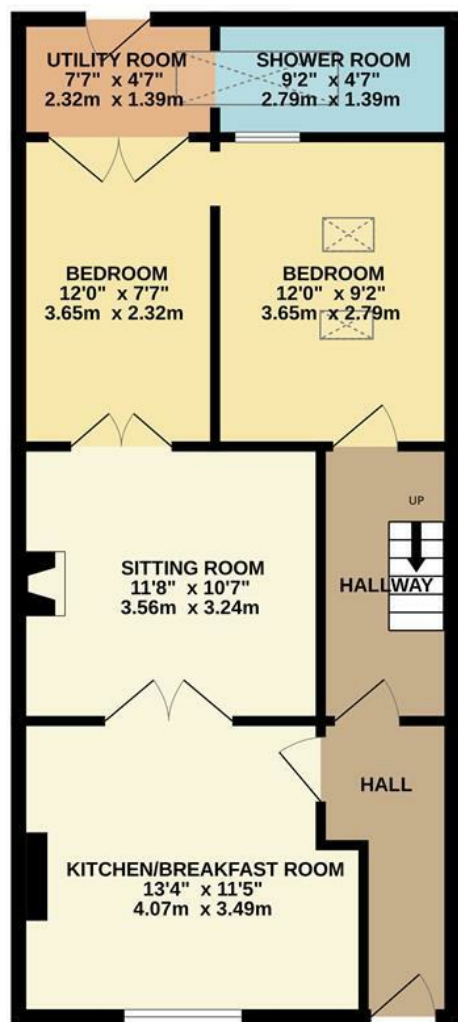 UTILITY ROOM
7'7" x 4'7"
2.32m x 1.39m
SHOWER ROOM
9'2" x 4'7"
2.79m x 1.39m
BEDROOM
12'0" x 7'7"
3.65m x 2.32m
BEDROOM
12'0" x 9'2"
3.65m x 2.79m
UP
HALLWAY
SITTING ROOM
11'8" x 10'7"
3.56m x 3.24m
HALL
KITCHEN/BREAKFAST ROOM
13'4" x 11'5"
4.07m x 3.49m